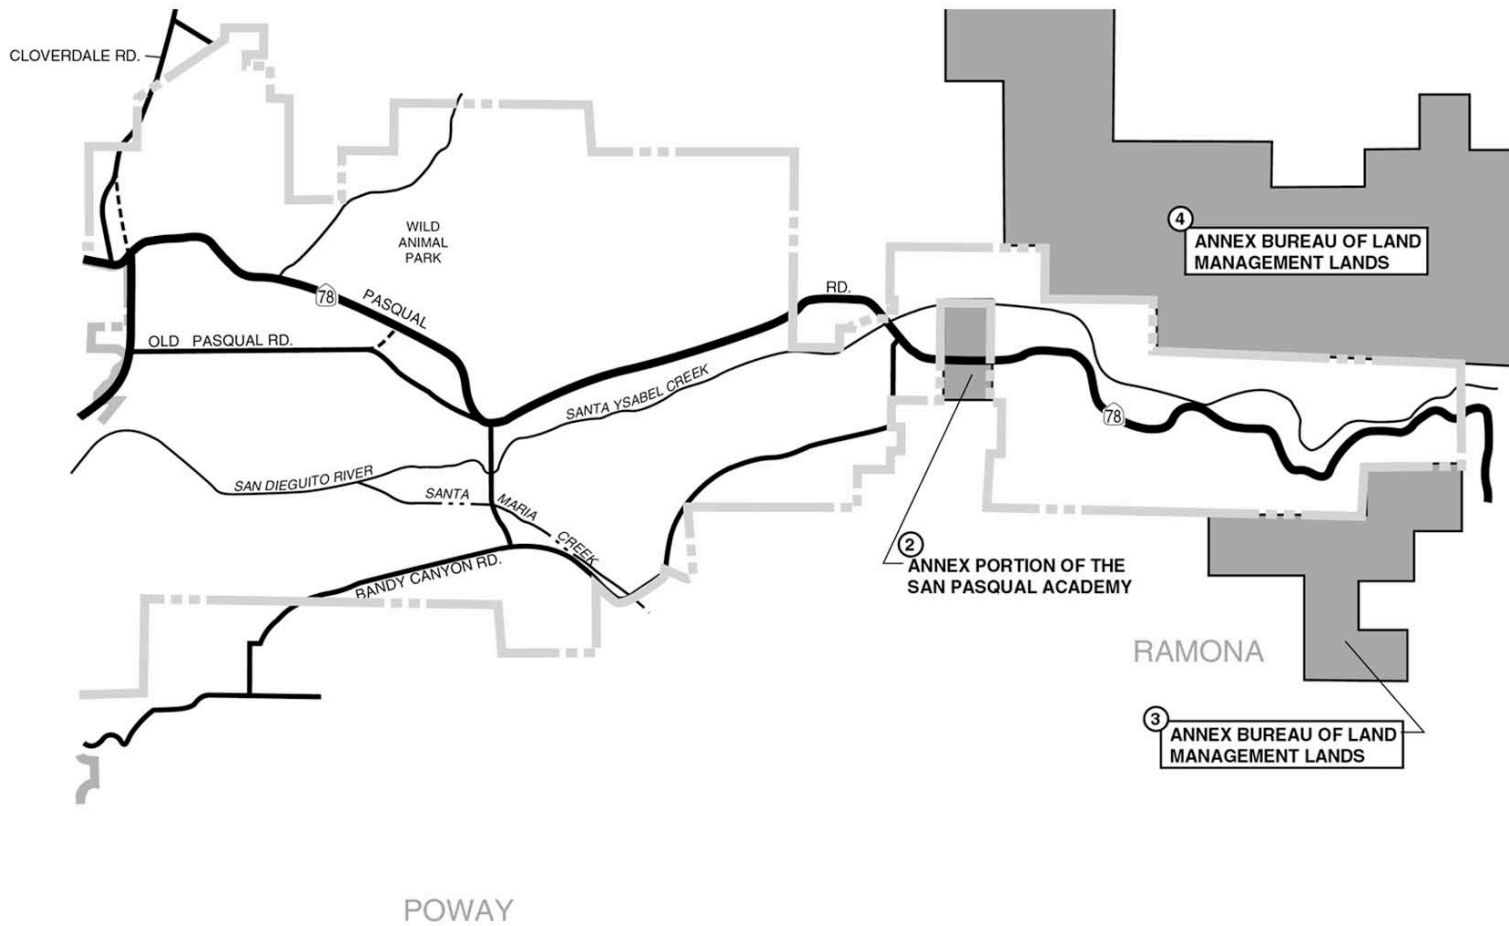 CLOVERDALE RD.
WILD
ANIMAL
PARK
4
ANNEX BUREAU OF LAND
MANAGEMENT LANDS
78
PASQUAL
RD.
OLD PASQUAL RD.
SANTA YSABEL CREEK
78
SAN DIEGUITO RIVER
SANTA
MARIA
CREEK
BANDY CANYON RD.
2
ANNEX PORTION OF THE
SAN PASQUAL ACADEMY
RAMONA
3
ANNEX BUREAU OF LAND
MANAGEMENT LANDS
POWAY